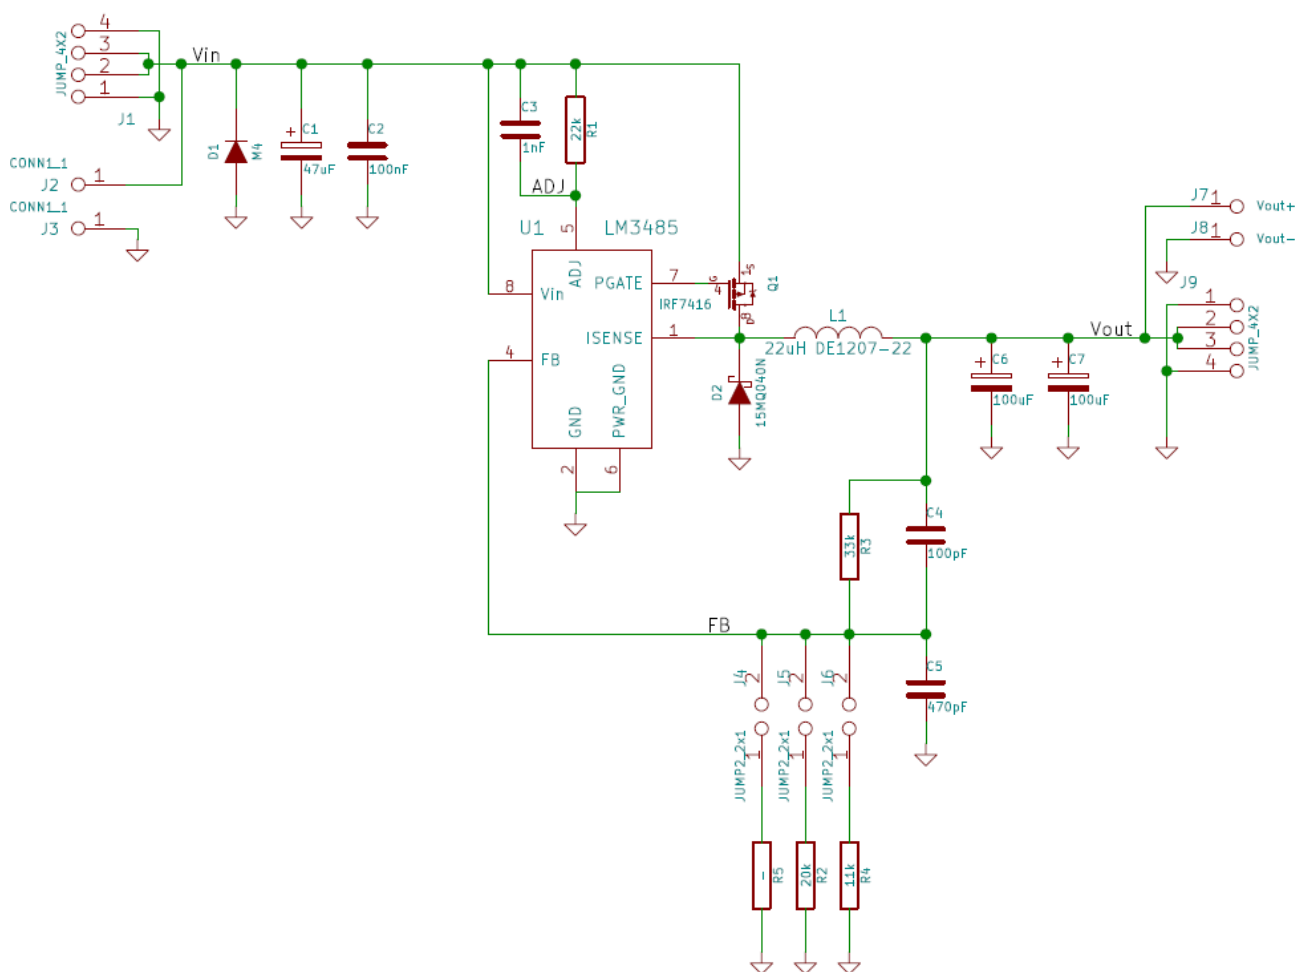 4
3
2
1
JUMP_4X2
J1
Vin
CONN1_1
J2
1
CONN1_1
J3
1
D1
M4
+
C1
47uF
C2
100nF
C3
1nF
22k
R1
ADJ
U1
LM3485
5
ADJ
8
Vin
PGATE
7
ISENSE
1
4
FB
GND
PWR_GND
2
6
IRF7416
G
4
1
S
8
D
Q1
L1
22uH DE1207-22
D2
15MQ040N
+
C6
100uF
+
C7
100uF
Vout
J7
1
Vout+
J8
1
Vout-
J9
1
2
3
4
JUMP_4X2
33k
R3
C4
100pF
FB
C5
470pF
J4
2
J5
2
J6
2
JUMP2_2x1
1
JUMP2_2x1
1
JUMP2_2x1
1
-
R5
20k
R2
11k
R4